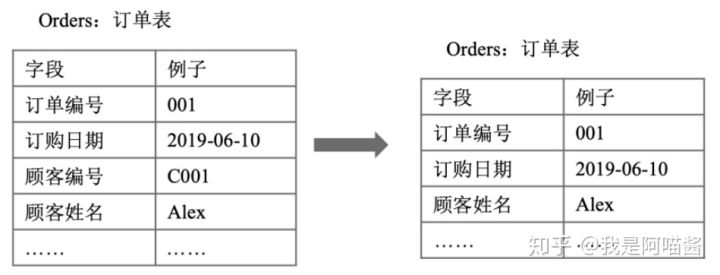 Orders：订单表
字段 例子
订单编号 001
订购日期 2019-06-10
顾客编号 C001
顾客姓名 Alex
…… ……
Orders：订单表
字段 例子
订单编号 001
订购日期 2019-06-10
顾客姓名 Alex
…… ……
知乎 @我是阿喵酱